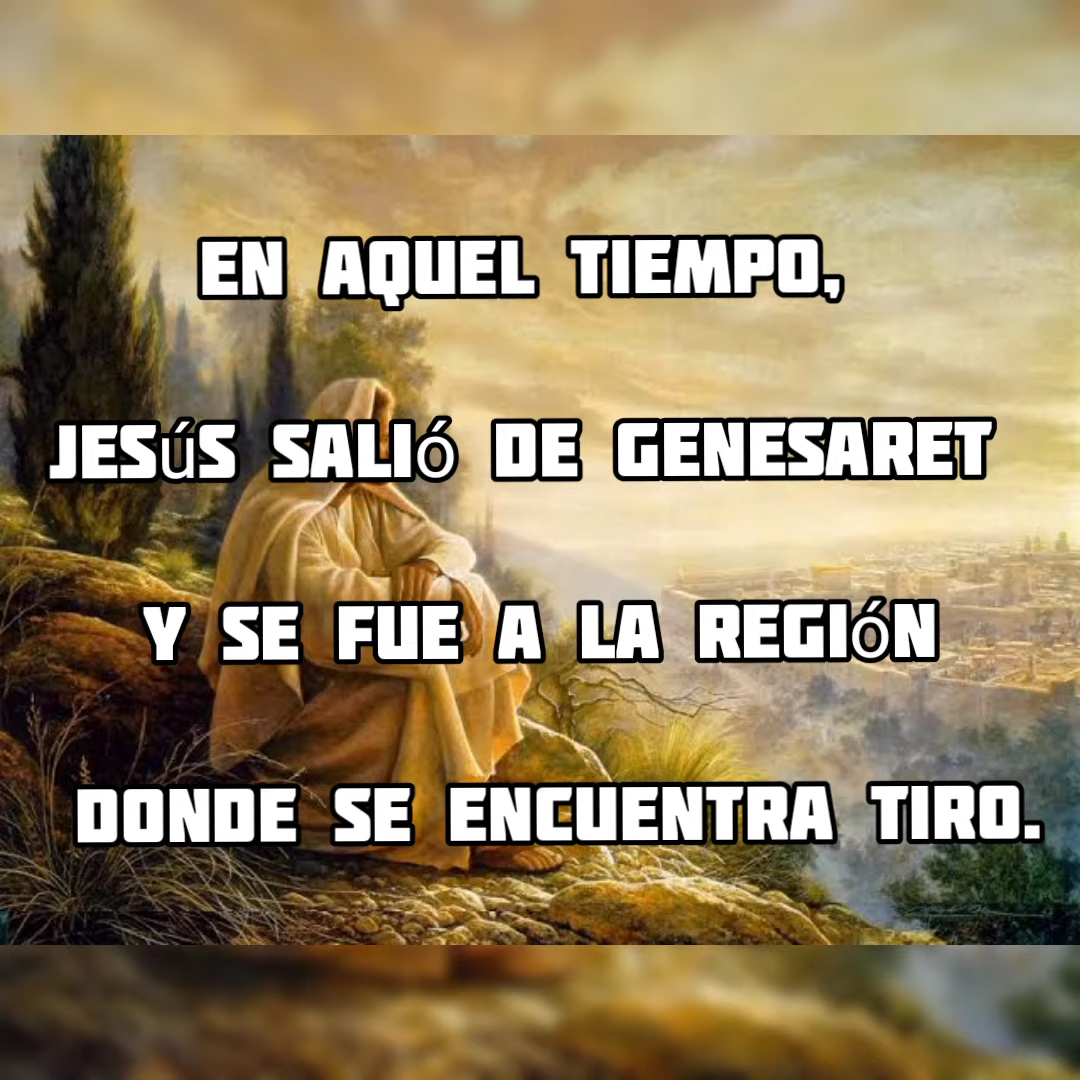 EN AQUEL TIEMPO,
JESúS SALIó DE GENESARET
Y SE FUE A LA REGIóN
DONDE SE ENCUENTRA TIRO.